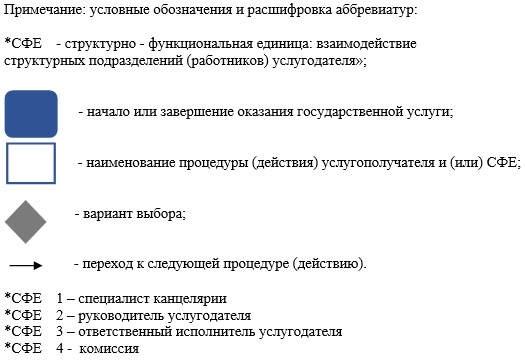 Примечание: условные обозначения и расшифровка аббревиатур:
*СФЕ - структурно - функциональная единица: взаимодействие
структурных подразделений (работников) услугодателя»;
- начало или завершение оказания государственной услуги;
- наименование процедуры (действия) услугополучателя и (или) СФЕ;
- вариант выбора;
- переход к следующей процедуре (действию).
*СФЕ 1 – специалист канцелярии
*СФЕ 2 – руководитель услугодателя
*СФЕ 3 – ответственный исполнитель услугодателя
*СФЕ 4 - комиссия